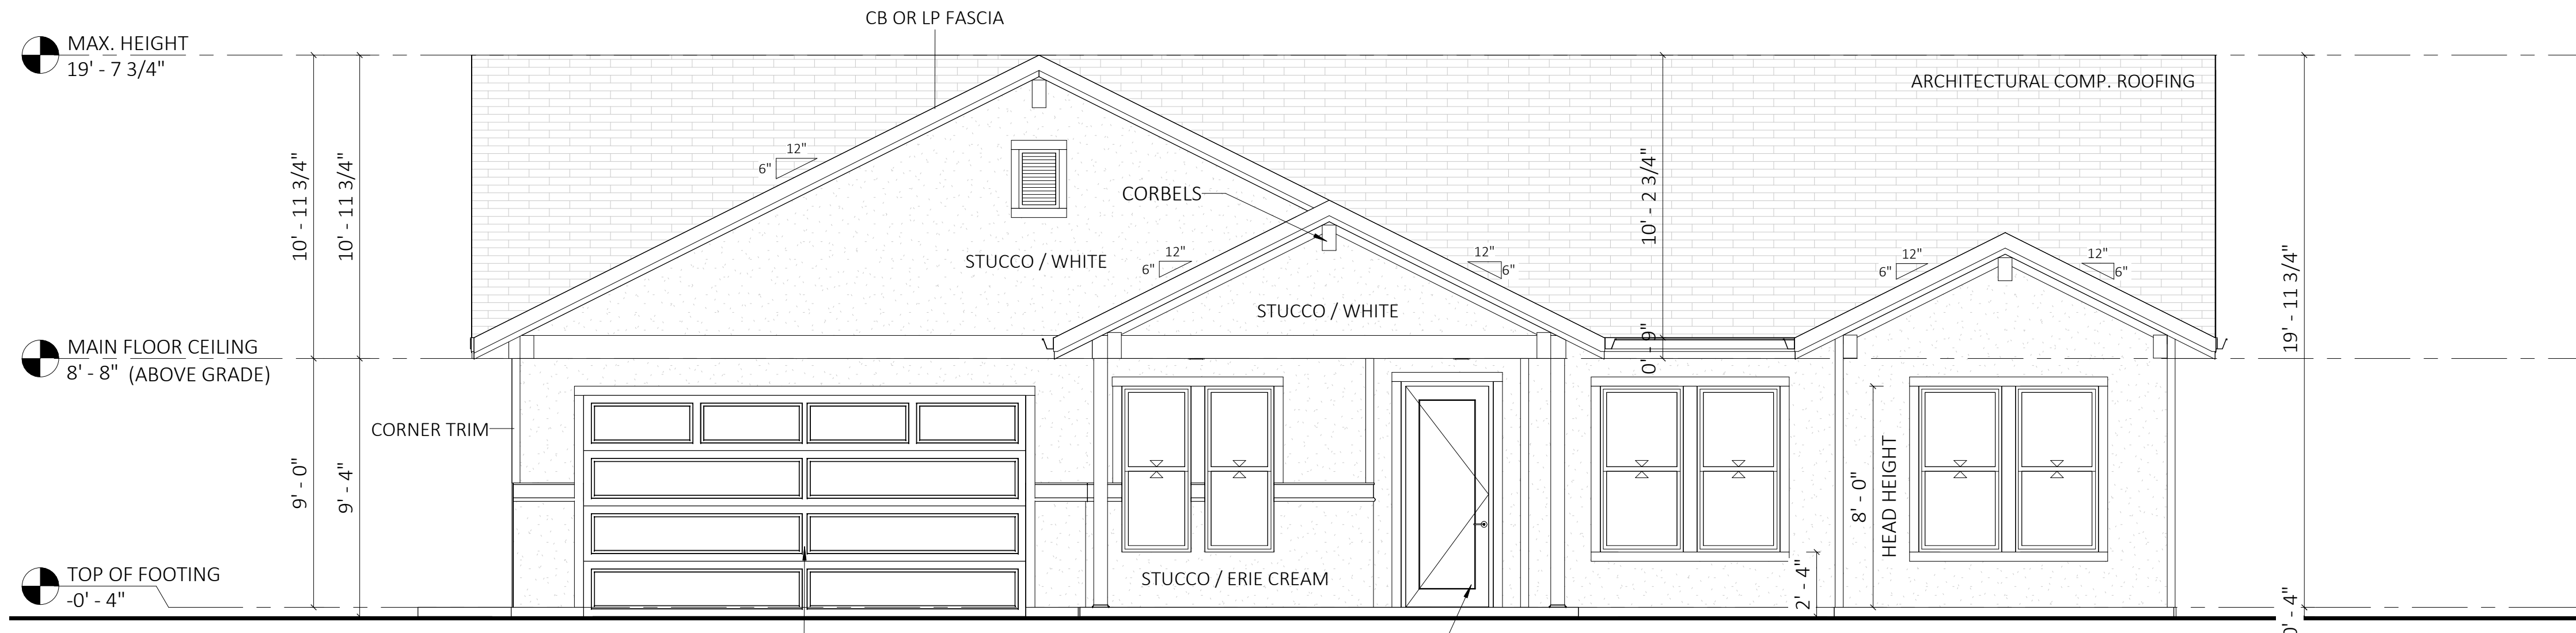 CB OR LP FASCIA
MAX. HEIGHT
19' - 7 3/4"
ARCHITECTURAL COMP. ROOFING
10' - 11 3/4"
10' - 11 3/4"
12"
6"
CORBELS
10' - 2 3/4"
STUCCO / WHITE
12"
6"
12"
6"
12"
6"
12"
6"
19' - 11 3/4"
STUCCO / WHITE
0' - 9"
MAIN FLOOR CEILING
8' - 8" (ABOVE GRADE)
CORNER TRIM
9' - 0"
9' - 4"
8' - 0"
HEAD HEIGHT
TOP OF FOOTING
-0' - 4"
STUCCO / ERIE CREAM
2' - 4"
0' - 4"